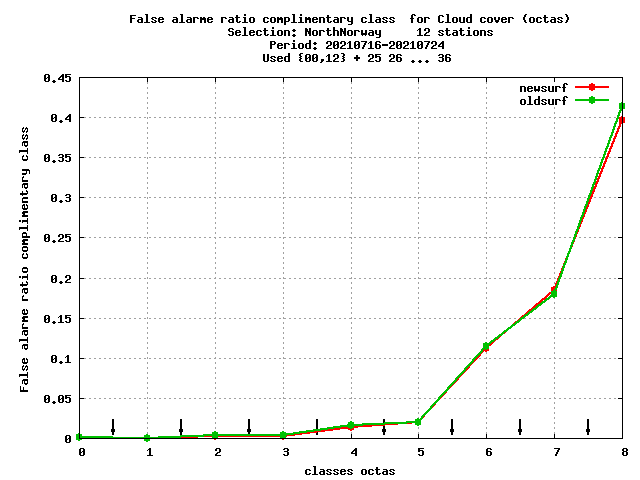 False alarme ratio complimentary class  for Cloud cover (octas)
Selection: NorthNorway     12 stations
Period: 20210716-20210724
Used {00,12} + 25 26 ... 36
newsurf
oldsurf
0.45
0.4
0.35
0.3
0.25
0.2
0.15
0.1
0.05
0
False alarme ratio complimentary class
0 1 2 3 4 5 6 7 8
classes octas